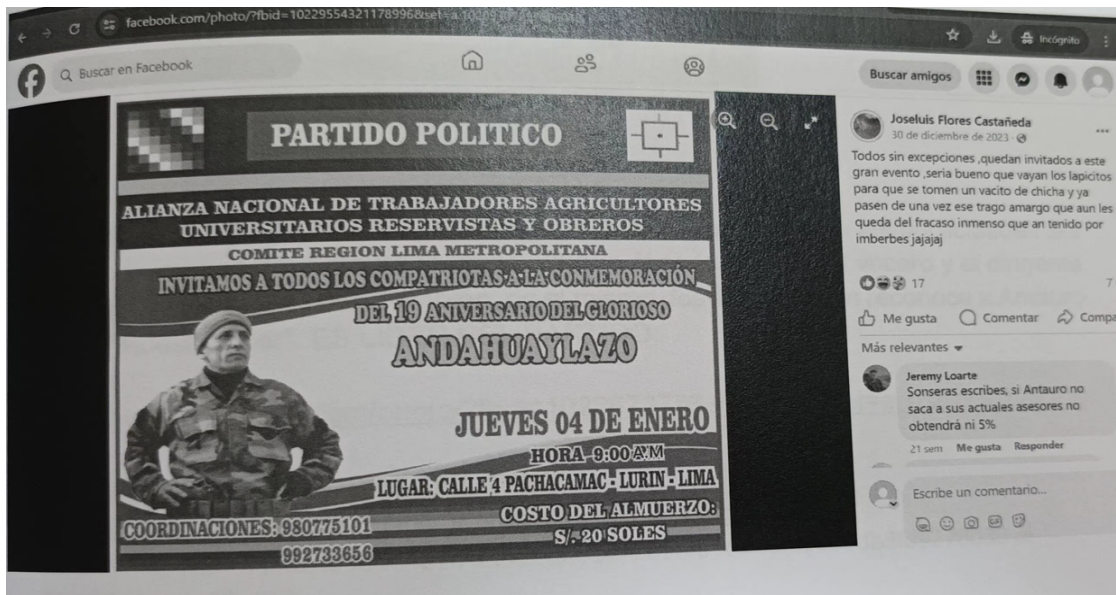 facebook.com/photo/?fbid=10229554321178996&set=a.
Incógnito
Buscar en Facebook
Buscar amigos
PARTIDO POLITICO
ALIANZA NACIONAL DE TRABAJADORES AGRICULTORES
UNIVERSITARIOS RESERVISTAS Y OBREROS
COMITE REGION LIMA METROPOLITANA
INVITAMOS A TODOS LOS COMPATRIOTAS A LA CONMEMORACIÓN
DEL 19 ANIVERSARIO DEL GLORIOSO
ANDAHUAYLAZO
JUEVES 04 DE ENERO
HORA 9:00 A.M
LUGAR: CALLE 4 PACHACAMAC - LURIN - LIMA
COSTO DEL ALMUERZO:
S/. 20 SOLES
COORDINACIONES: 980775101
992733656
Joseluis Flores Castañeda
30 de diciembre de 2023
Todos sin excepciones ,quedan invitados a este
gran evento ,seria bueno que vayan los lapicitos
para que se tomen un vacito de chicha y ya
pasen de una vez ese trago amargo que aun les
queda del fracaso inmenso que an tenido por
imberbes jajajaj
17
7
Me gusta Comentar Compa
Más relevantes
Jeremy Loarte
Sonseras escribes, si Antauro no
saca a sus actuales asesores no
obtendrá ni 5%
21 sem Me gusta Responder
Escribe un comentario...
GIF